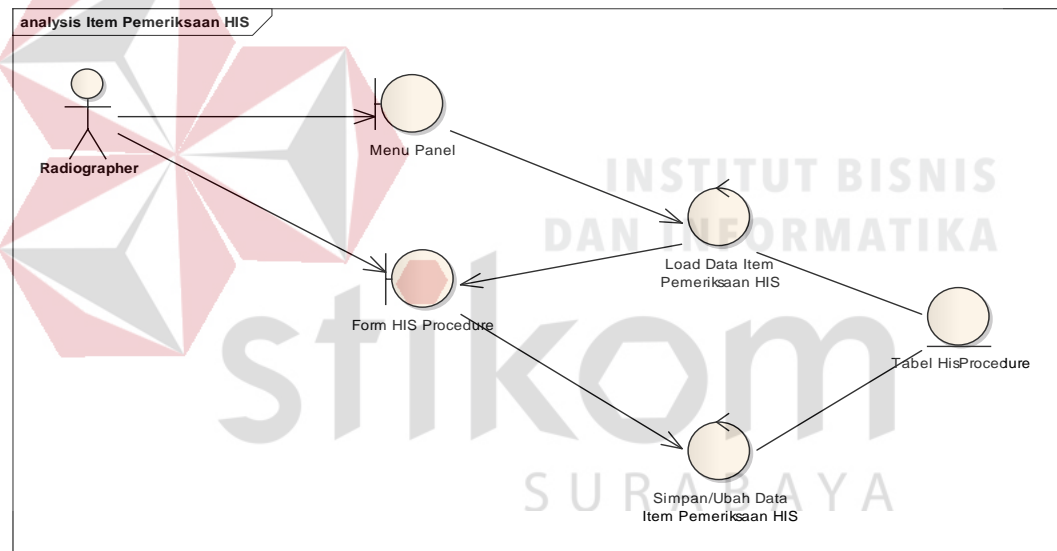 analysis Item Pemeriksaan HIS
Radiographer
Menu Panel
INSTITUT BISNIS
DAN INFORMATIKA
Load Data Item
Pemeriksaan HIS
Form HIS Procedure
stikom
Tabel HisProcedure
SURABAYA
Simpan/Ubah Data
Item Pemeriksaan HIS